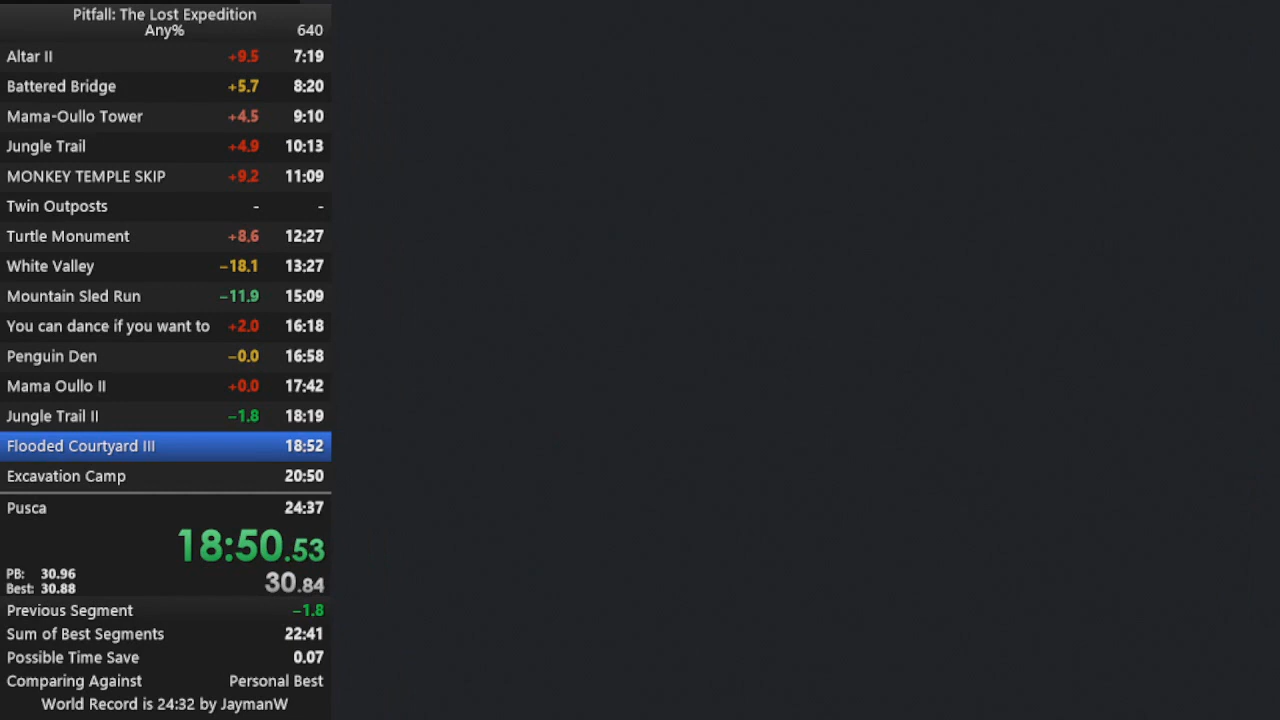 Pitfall: The Lost Expedition
Any% 640
Altar II +9.5 7:19
Battered Bridge +5.7 8:20
Mama-Oullo Tower +4.5 9:10
Jungle Trail +4.9 10:13
MONKEY TEMPLE SKIP +9.2 11:09
Twin Outposts - -
Turtle Monument +8.6 12:27
White Valley −18.1 13:27
Mountain Sled Run −11.9 15:09
You can dance if you want to +2.0 16:18
Penguin Den −0.0 16:58
Mama Oullo II +0.0 17:42
Jungle Trail II −1.8 18:19
Flooded Courtyard III 18:52
Excavation Camp 20:50
Pusca 24:37
18:50.53
PB: 30.96 30.84
Best: 30.88
Previous Segment −1.8
Sum of Best Segments 22:41
Possible Time Save 0.07
Comparing Against Personal Best
World Record is 24:32 by JaymanW